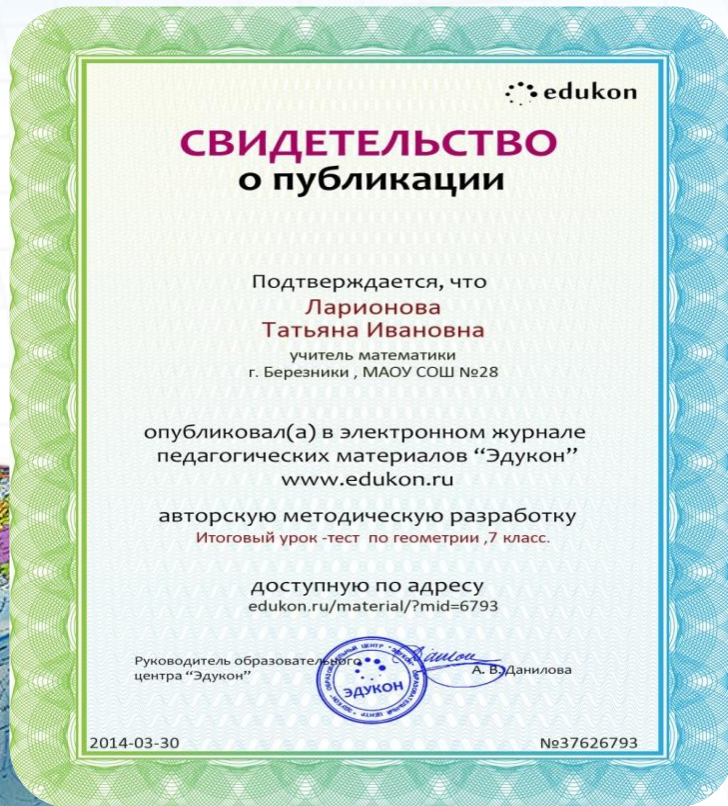 edukon
СВИДЕТЕЛЬСТВО
о публикации
Подтверждается, что
Ларионова
Татьяна Ивановна
учитель математики
г. Березники , МАОУ СОШ №28
опубликовал(а) в электронном журнале
педагогических материалов “Эдукон”
www.edukon.ru
авторскую методическую разработку
Итоговый урок -тест по геометрии ,7 класс.
доступную по адресу
edukon.ru/material/?mid=6793
Руководитель образовательного
центра “Эдукон”
ЭДУКОН
ОБРАЗОВАТЕЛЬНЫЙ ЦЕНТР
А. В. Данилова
2014-03-30
№37626793